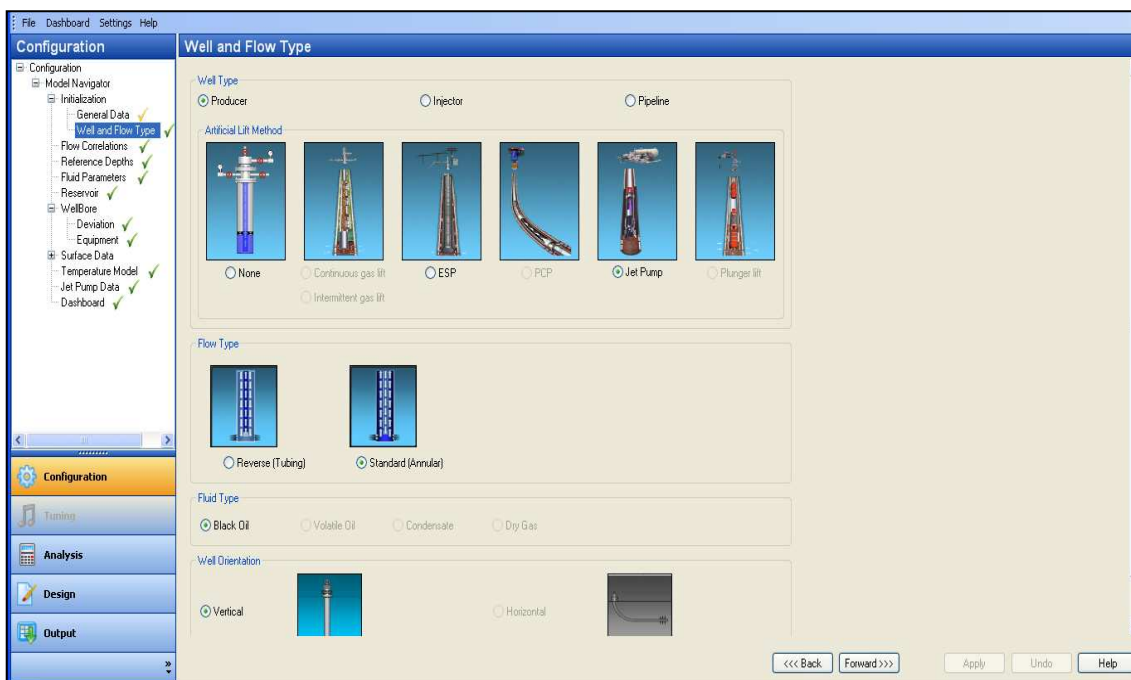 File Dashboard Settings Help
Configuration
Well and Flow Type
Configuration
Model Navigator
Initialization
General Data
Well and Flow Type
Flow Correlations
Reference Depths
Fluid Parameters
Reservoir
WellBore
Deviation
Equipment
Surface Data
Temperature Model
Jet Pump Data
Dashboard
Configuration
Tuning
Analysis
Design
Output
Well Type
Producer Injector Pipeline
Artificial Lift Method
None Continuous gas lift ESP PCP Jet Pump Plunger lift
Intermittent gas lift
Flow Type
Reverse (Tubing) Standard (Annular)
Fluid Type
Black Oil Volatile Oil Condensate Dry Gas
Well Orientation
Vertical Horizontal
<<< Back Forward >>> Apply Undo Help